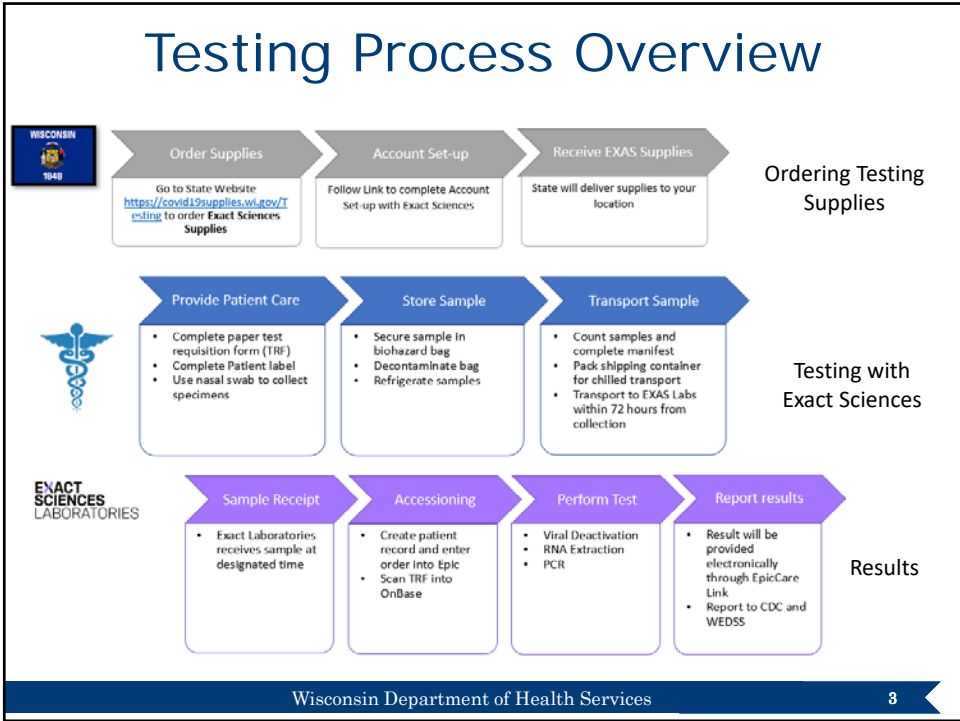 Testing Process Overview
WISCONSIN
1848
Order Supplies
Go to State Website
https://covid19supplies.wi.gov/T
esting to order Exact Sciences
Supplies
Account Set-up
Follow Link to complete Account
Set-up with Exact Sciences
Receive EXAS Supplies
State will deliver supplies to your
location
Ordering Testing
Supplies
Provide Patient Care
• Complete paper test
requisition form (TRF)
• Complete Patient label
• Use nasal swab to collect
specimens
Store Sample
• Secure sample in
biohazard bag
• Decontaminate bag
• Refrigerate samples
Transport Sample
• Count samples and
complete manifest
• Pack shipping container
for chilled transport
• Transport to EXAS Labs
within 72 hours from
collection
Testing with
Exact Sciences
EXACT
SCIENCES
LABORATORIES
Sample Receipt
• Exact Laboratories
receives sample at
designated time
Accessioning
• Create patient
record and enter
order into Epic
• Scan TRF into
OnBase
Perform Test
• Viral Deactivation
• RNA Extraction
• PCR
Report results
• Result will be
provided
electronically
through EpicCare
Link
• Report to CDC and
WEDSS
Results
Wisconsin Department of Health Services
3